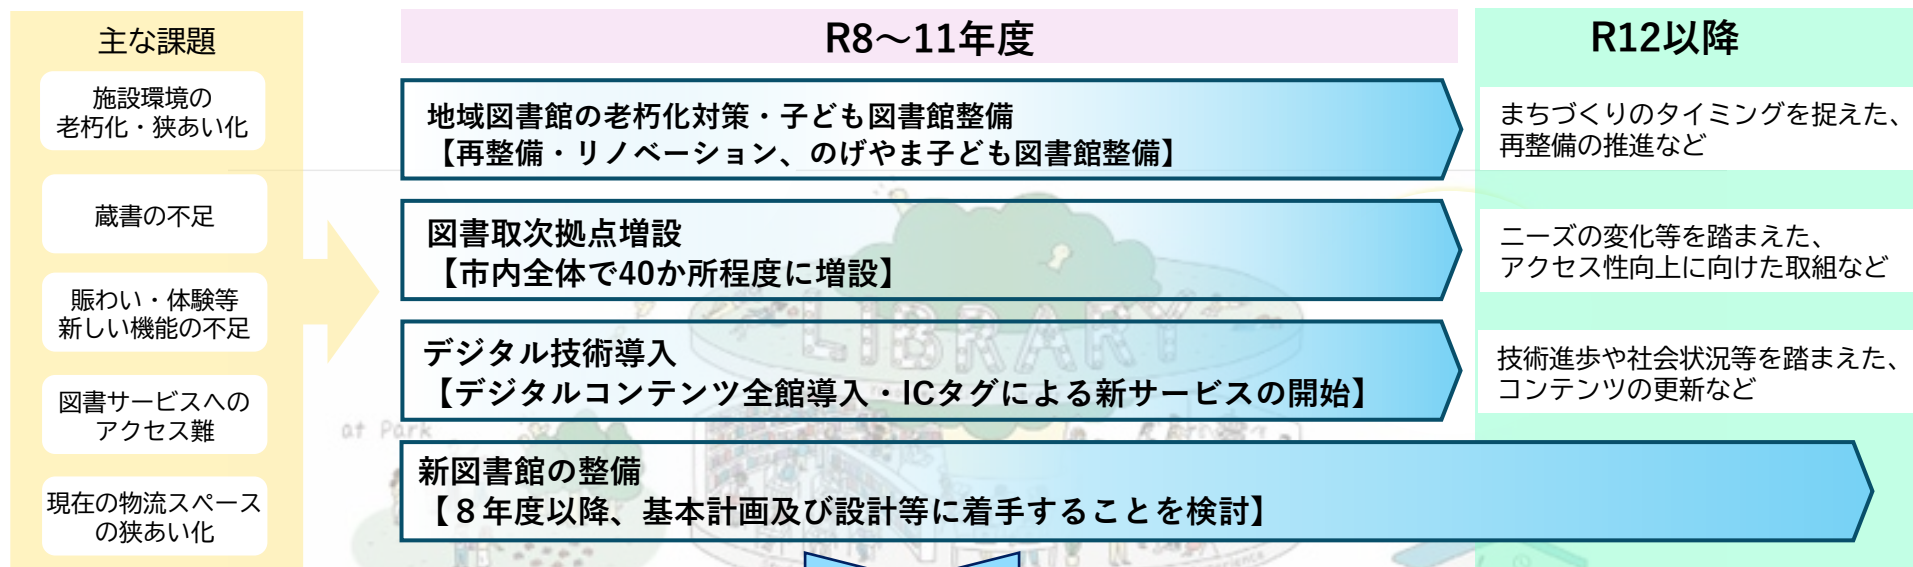 主な課題
施設環境の
老朽化・狭あい化
蔵書の不足
賑わい・体験等
新しい機能の不足
図書サービスへの
アクセス難
現在の物流スペース
の狭あい化
R8～11年度
地域図書館の老朽化対策・子ども図書館整備
【再整備・リノベーション、のげやま子ども図書館整備】
図書取次拠点増設
【市内全体で40か所程度に増設】
デジタル技術導入
【デジタルコンテンツ全館導入・ICタグによる新サービスの開始】
新図書館の整備
【８年度以降、基本計画及び設計等に着手することを検討】
R12以降
まちづくりのタイミングを捉えた、
再整備の推進など
ニーズの変化等を踏まえた、
アクセス性向上に向けた取組など
技術進歩や社会状況等を踏まえた、
コンテンツの更新など
LIBRARY
at Park